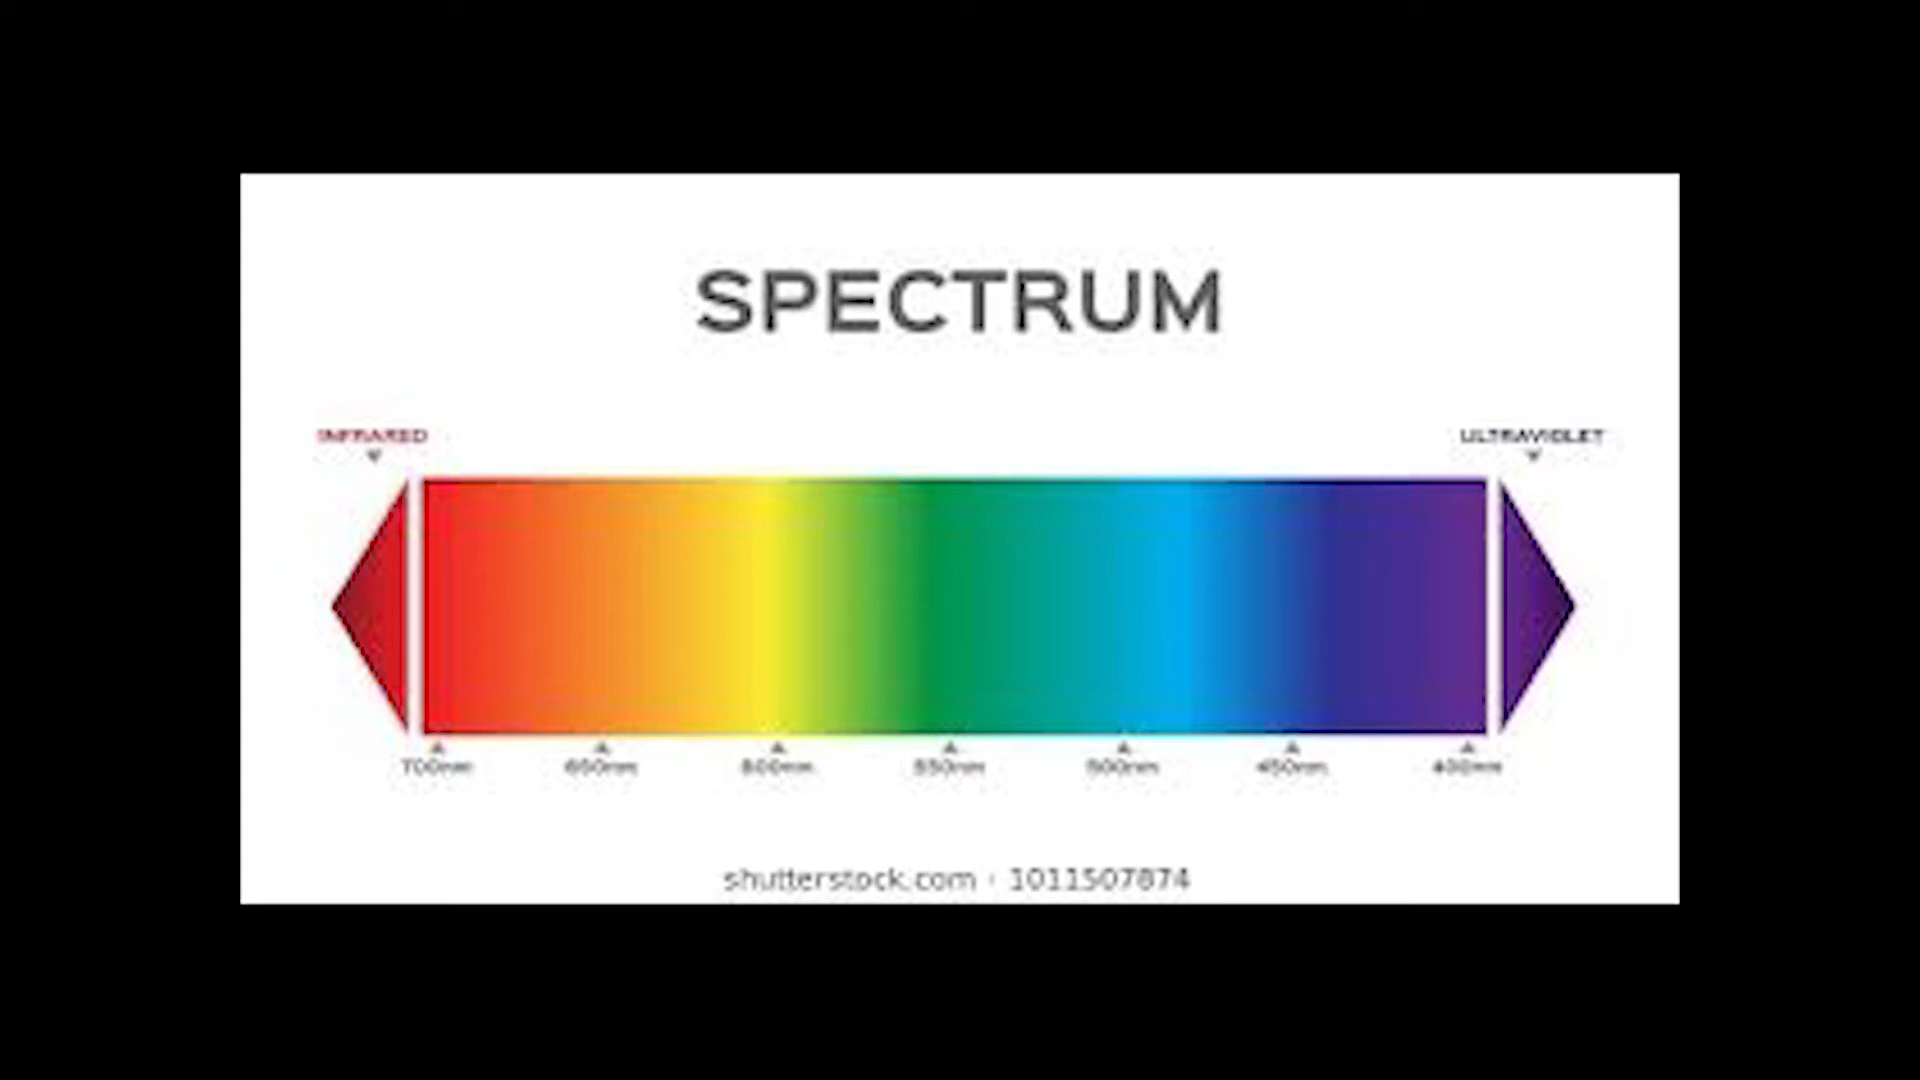 SPECTRUM
INFRARED
ULTRAVIOLET
700nm 650nm 600nm 550nm 500nm 450nm 400nm
shutterstock.com · 1011507874